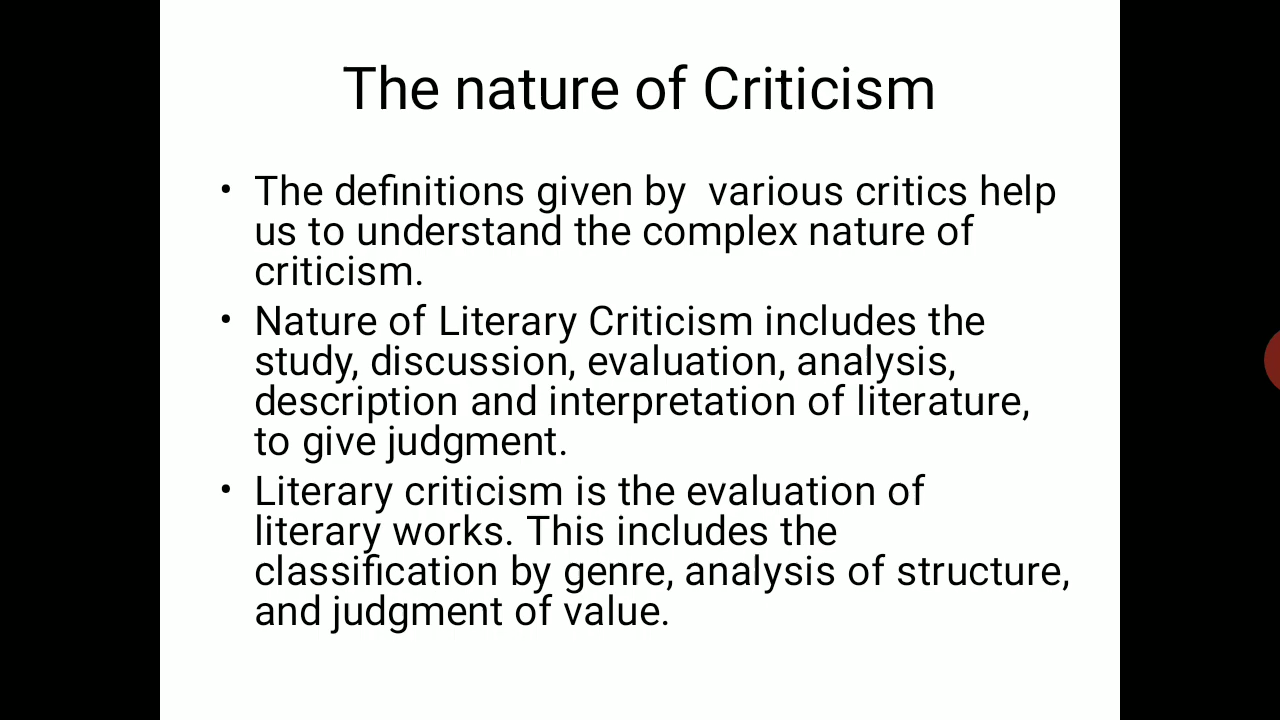 The nature of Criticism
• The definitions given by  various critics help
us to understand the complex nature of
criticism.
• Nature of Literary Criticism includes the
study, discussion, evaluation, analysis,
description and interpretation of literature,
to give judgment.
• Literary criticism is the evaluation of
literary works. This includes the
classification by genre, analysis of structure,
and judgment of value.